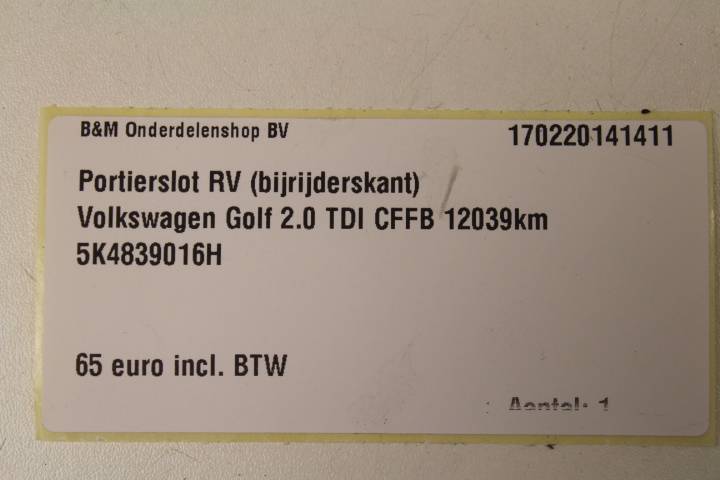 B&M Onderdelenshop BV 170220141411
Portierslot RV (bijrijderskant)
Volkswagen Golf 2.0 TDI CFFB 12039km
5K4839016H
65 euro incl. BTW
Aantal: 1